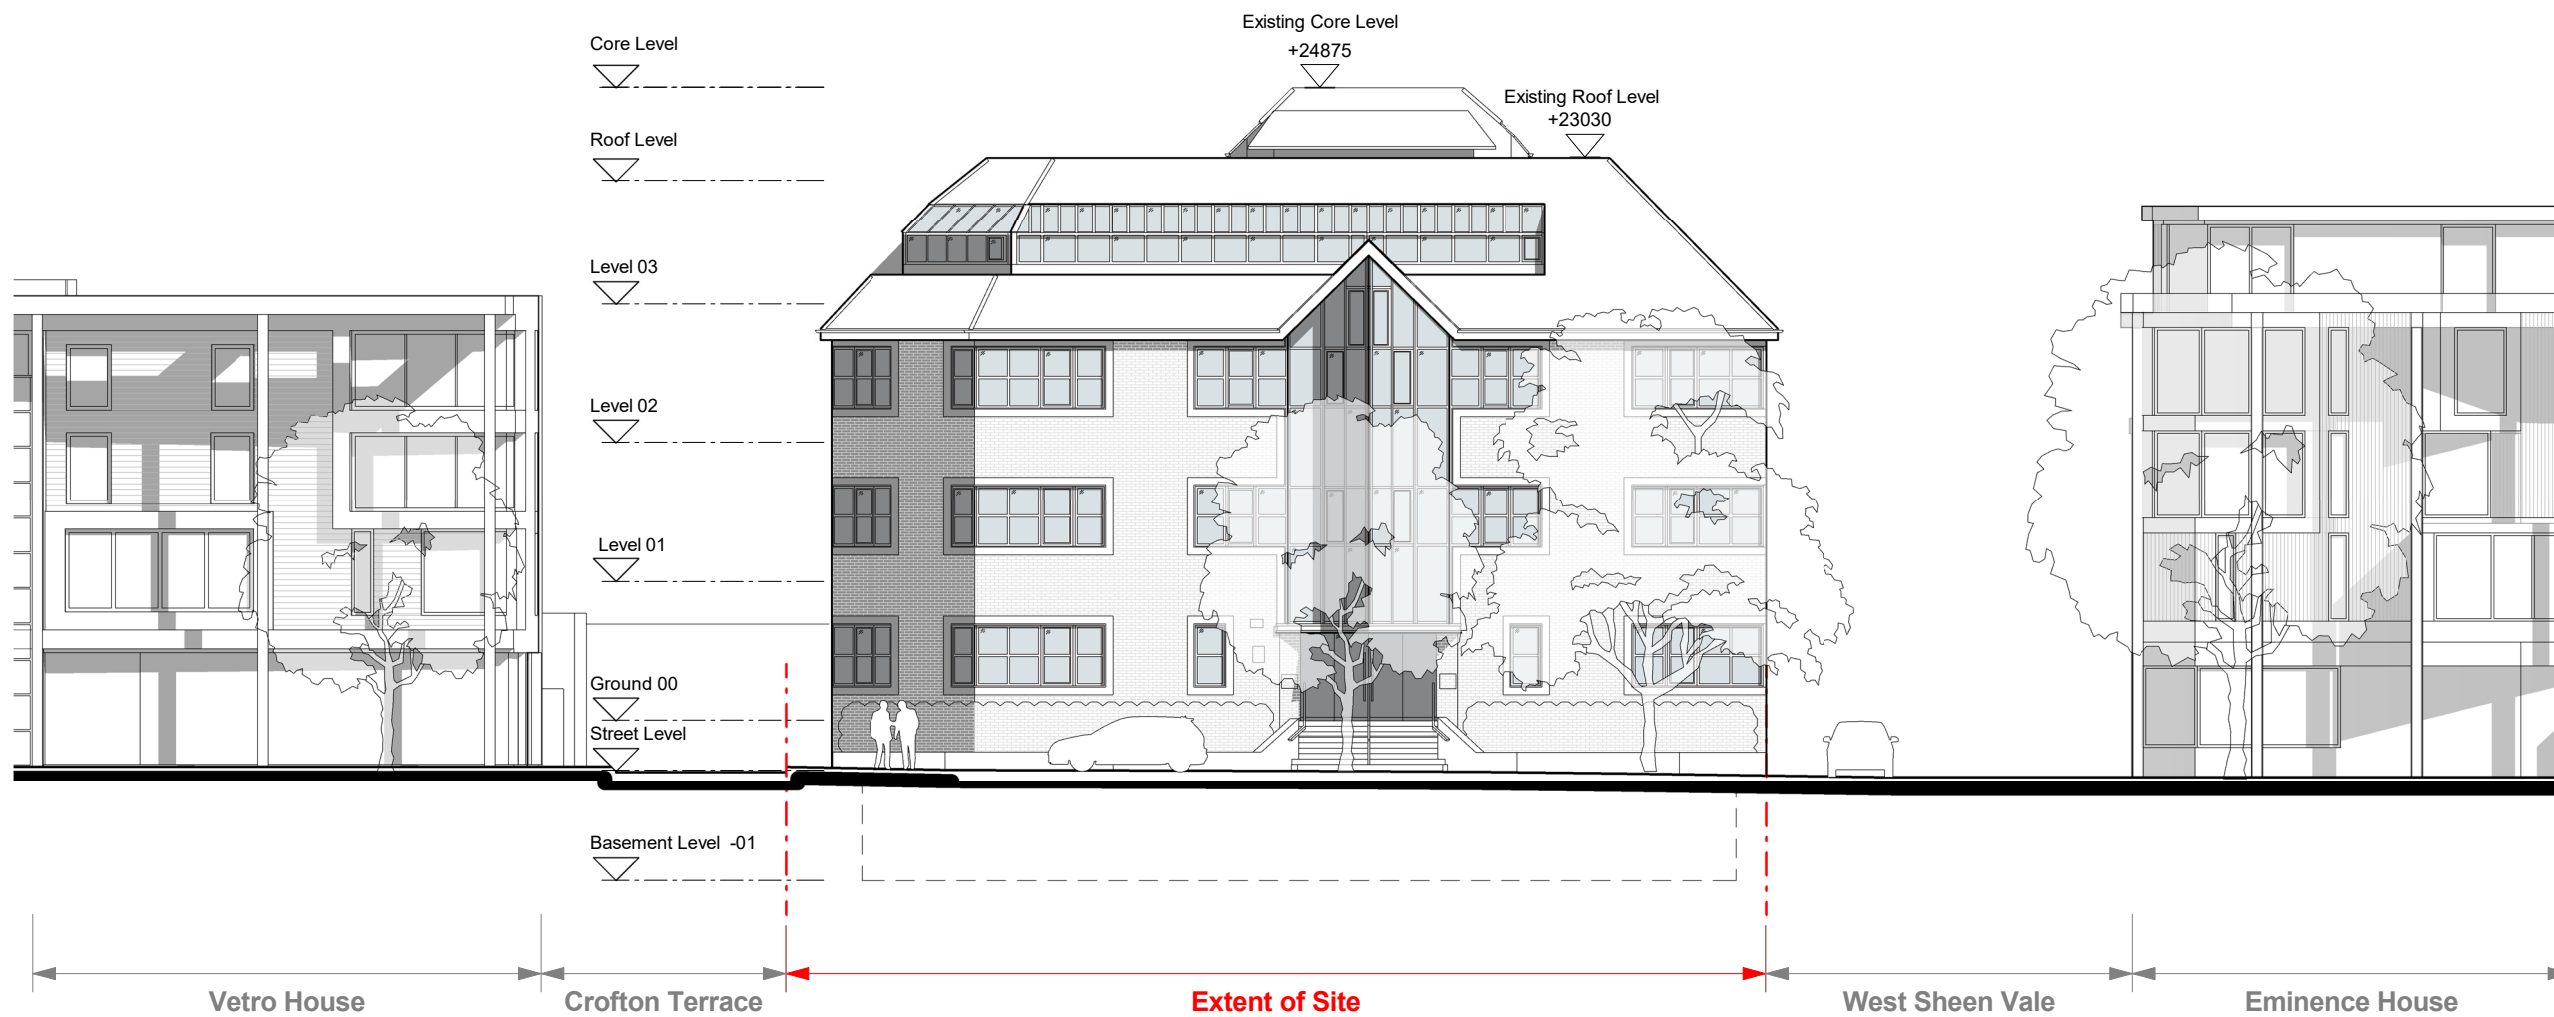 Existing Core Level
+24875
Core Level
Existing Roof Level
+23030
Roof Level
Level 03
Level 02
Level 01
Ground 00
Street Level
Basement Level -01
Vetro House
Crofton Terrace
Extent of Site
West Sheen Vale
Eminence House